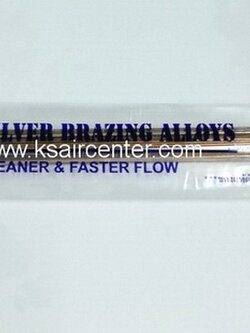 LVER BRAZING ALLOYS
www.ksaircenter.com
EANER & FASTER FLOW